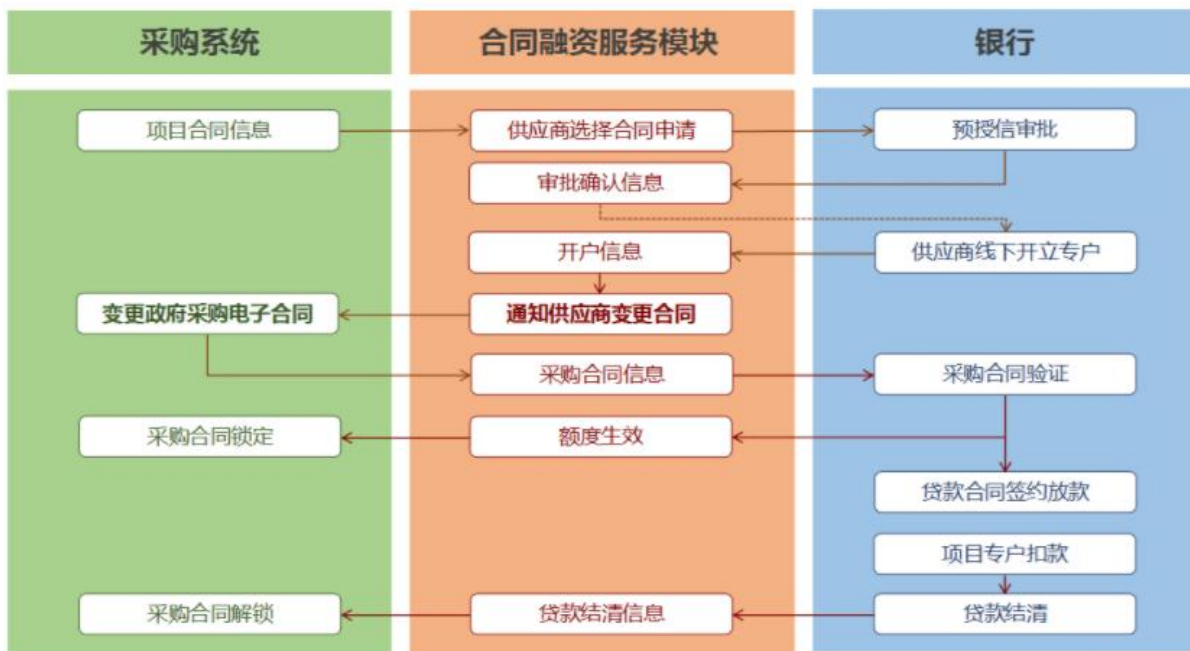 采购系统
合同融资服务模块
银行
项目合同信息
供应商选择合同申请
预授信审批
审批确认信息
开户信息
供应商线下开立专户
变更政府采购电子合同
通知供应商变更合同
采购合同信息
采购合同验证
采购合同锁定
额度生效
贷款合同签约放款
项目专户扣款
采购合同解锁
贷款结清信息
贷款结清